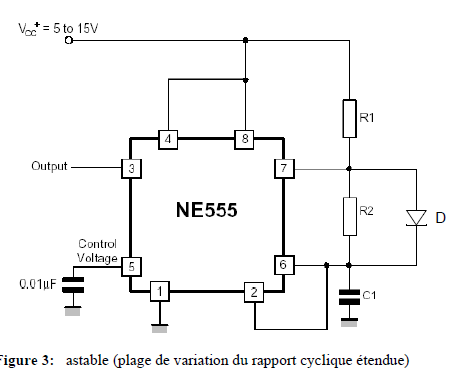 Vcc+ = 5 to 15V
4
8
R1
Output
3
7
NE555
R2
D
Control
Voltage
5
6
0.01µF
1
2
C1
igure 3: astable (plage de variation du rapport cyclique étendue)